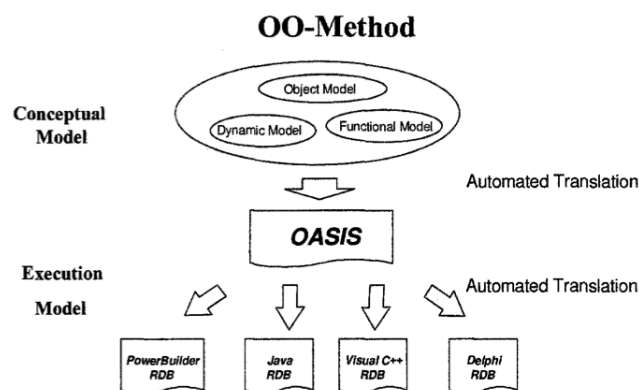 OO-Method
Conceptual
Model
Object Model
Dynamic Model
Functional Model
Automated Translation
OASIS
Execution
Model
Automated Translation
PowerBuilder
RDB
Java
RDB
Visual C++
RDB
Delphi
RDB